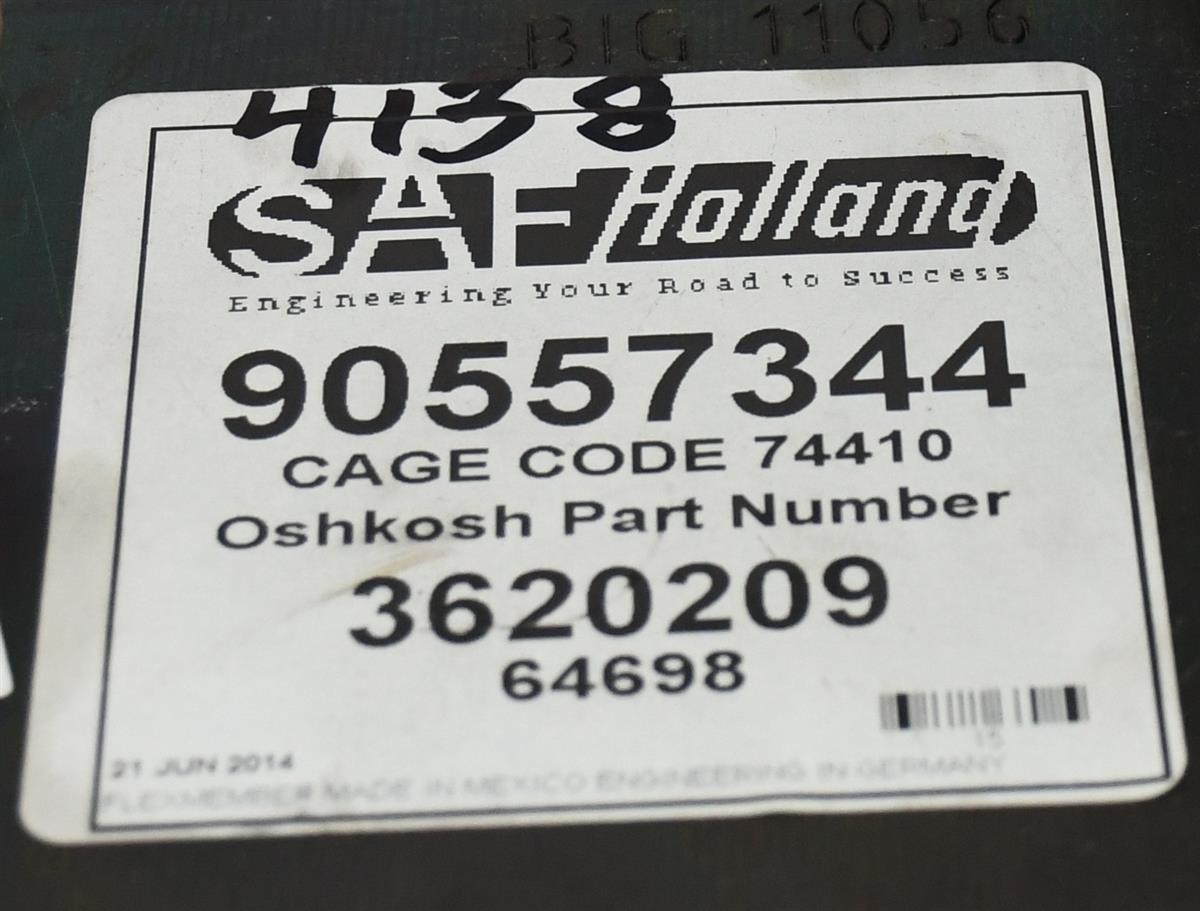 BIG 11056
4138
SAF Holland
Engineering Your Road to Success
90557344
CAGE CODE 74410
Oshkosh Part Number
3620209
64698
15
21 JUN 2014
FLEXMEMBER MADE IN MEXICO ENGINEERING IN GERMANY